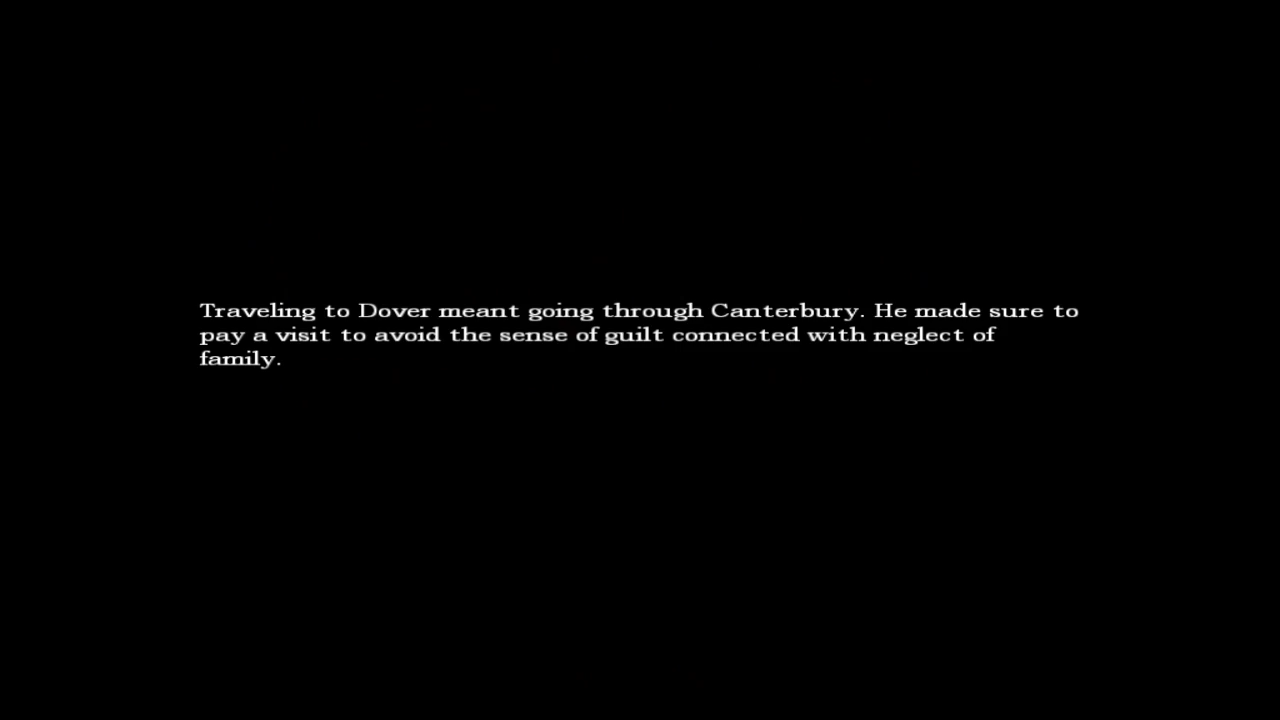 Traveling to Dover meant going through Canterbury. He made sure to
pay a visit to avoid the sense of guilt connected with neglect of
family.